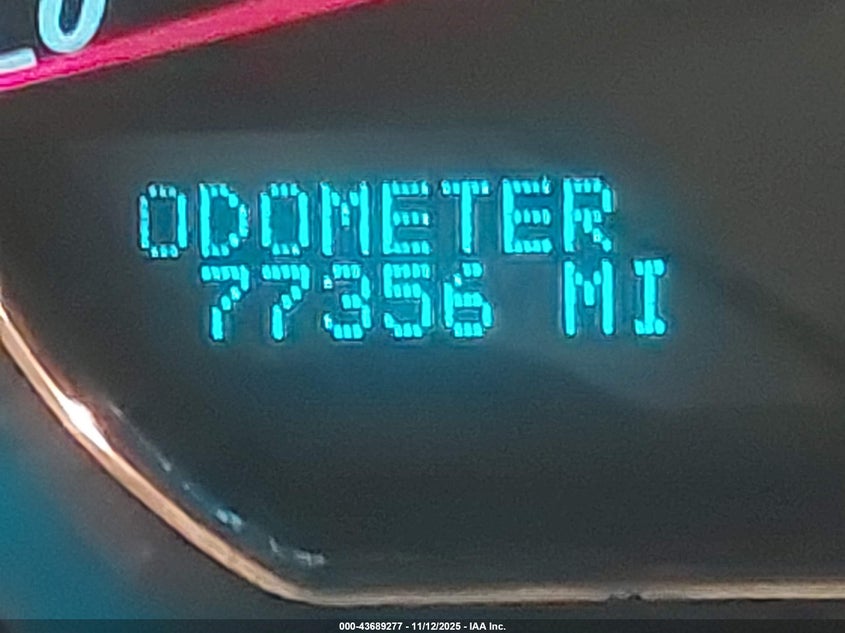 ODOMETER
77356 MI
000-43689277 - 11/12/2025 - IAA Inc.